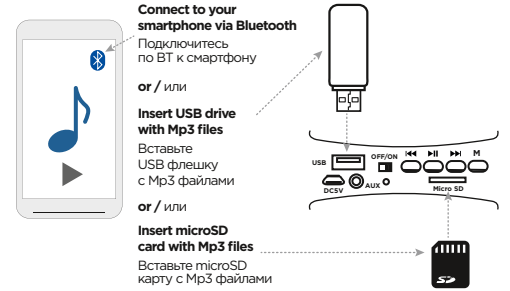 Connect to your
smartphone via Bluetooth
Подключитесь
по BT к смартфону
or / или
Insert USB drive
with Mp3 files
Вставьте
USB флешку
с Mp3 файлами
or / или
Insert microSD
card with Mp3 files
Вставьте microSD
карту с Mp3 файлами
USB
OFF/ON
M
DC5V
AUX
Micro SD
SD